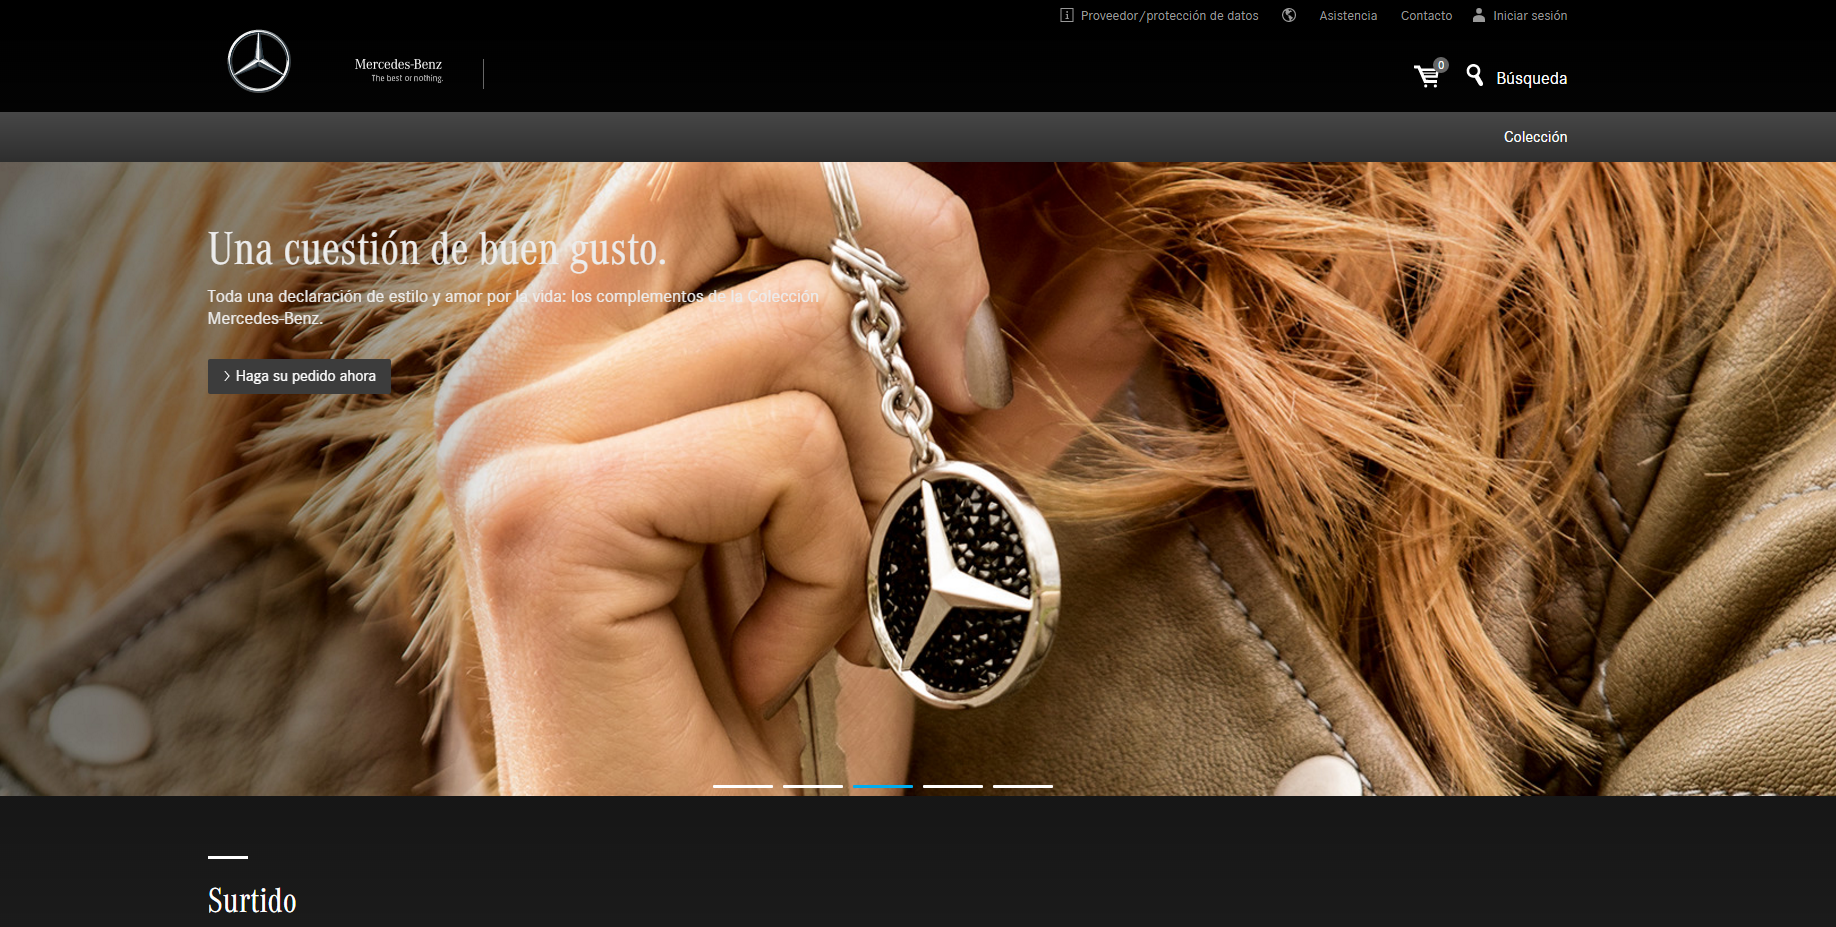 Proveedor/protección de datos
Asistencia
Contacto
Iniciar sesión
Mercedes-Benz
The best or nothing.
0
Búsqueda
Colección
Una cuestión de buen gusto.
Toda una declaración de estilo y amor por la vida: los complementos de la Colección
Mercedes-Benz.
Haga su pedido ahora
Surtido